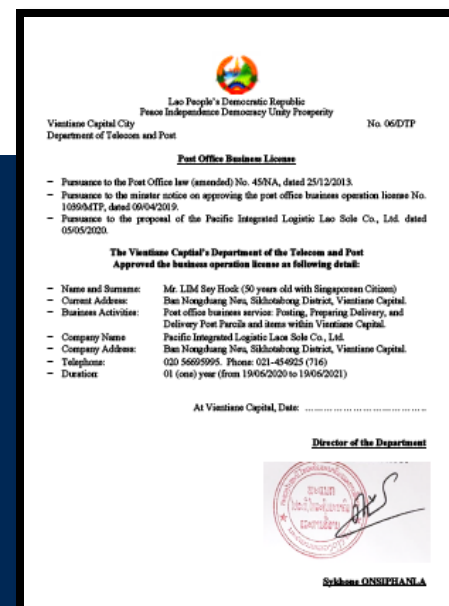 Lao People's Democratic Republic
Peace Independence Democracy Unity Prosperity
Vientiane Capital City No. 06/DTP
Department of Telecom and Post
Post Office Business License
- Pursuance to the Post Office law (amended) No. 45/NA, dated 25/12/2013.
- Pursuance to the minster notice on approving the post office business operation license No.
1039/MTP, dated 09/04/2019.
- Pursuance to the proposal of the Pacific Integrated Logistic Lao Sole Co., Ltd. dated
05/05/2020.
The Vientiane Captial's Department of the Telecom and Post
Approved the business operation license as following detail:
- Name and Surname: Mr. LIM Sey Hock (50 years old with Singaporean Citizen)
- Current Address: Ban Nongduang Neu, Sikhotabong District, Vientiane Capital.
- Business Activities: Post office business service: Posting, Preparing Delivery, and
Delivery Post Parcils and items within Vientiane Capital.
- Company Name Pacific Integrated Logistic Laos Sole Co., Ltd.
- Company Address: Ban Nongduang Neu, Sikhotabong District, Vientiane Capital.
- Telephone: 020 56695995. Phone: 021-454925 (716)
- Duration: 01 (one) year (from 19/06/2020 to 19/06/2021)
At Vientiane Capital, Date: ....................................
Director of the Department
Sykhone ONSIPHANLA